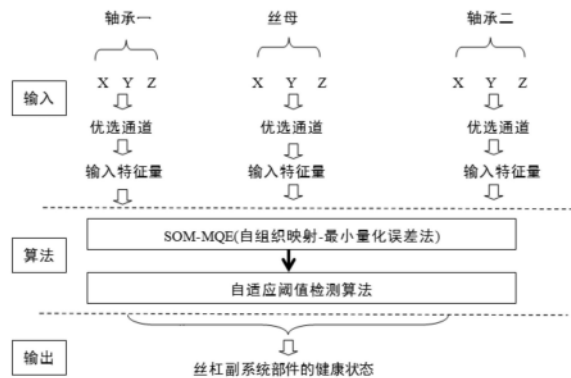 轴承一 丝母 轴承二
X Y Z X Y Z X Y Z
输入
优选通道 优选通道 优选通道
输入特征量 输入特征量 输入特征量
算法
SOM-MQE(自组织映射-最小量化误差法)
自适应阈值检测算法
输出
丝杠副系统部件的健康状态